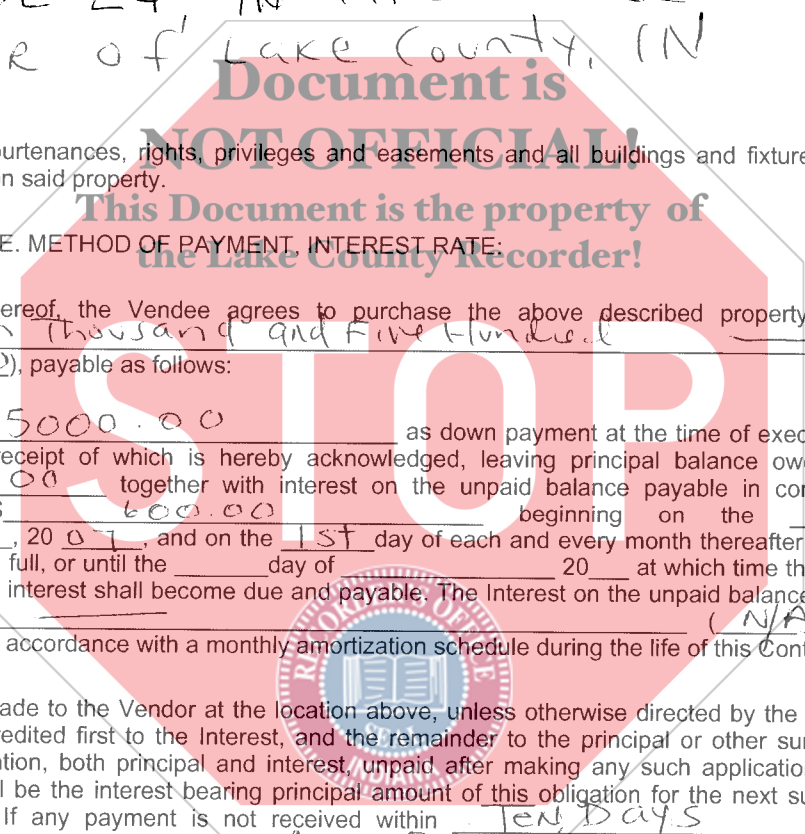 of Lake County, IN
Document is
NOT OFFICIAL!
purtenances, rights, privileges and easements and all buildings and fixture
n said property.
This Document is the property of
the Lake County Recorder!
E. METHOD OF PAYMENT, INTEREST RATE:
ereof, the Vendee agrees to purchase the above described property
Thousand and Five Hundred
), payable as follows:
STOP
5000.00 as down payment at the time of exec
receipt of which is hereby acknowledged, leaving principal balance ow
00 together with interest on the unpaid balance payable in con
600.00 beginning on the
, 20 07, and on the 1st day of each and every month thereafter
full, or until the day of 20 at which time th
interest shall become due and payable. The Interest on the unpaid balance
( N/A
accordance with a monthly amortization schedule during the life of this Cont
RECORDER'S OFFICE
INDIANA
ade to the Vendor at the location above, unless otherwise directed by the
redited first to the Interest, and the remainder to the principal or other su
ation, both principal and interest, unpaid after making any such application
l be the interest bearing principal amount of this obligation for the next su
If any payment is not received within Ten Days